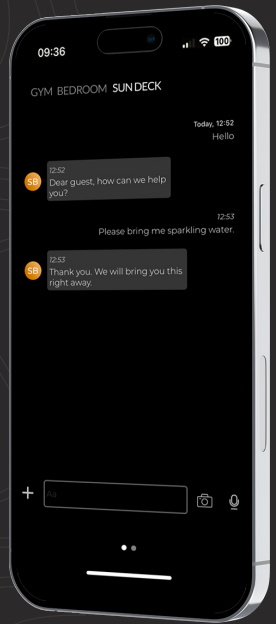 09:36
100
GYM BEDROOM SUN DECK
Today, 12:52
Hello
12:52
SB
Dear guest, how can we help
you?
12:53
Please bring me sparkling water.
12:53
SB
Thank you. We will bring you this
right away.
Aa